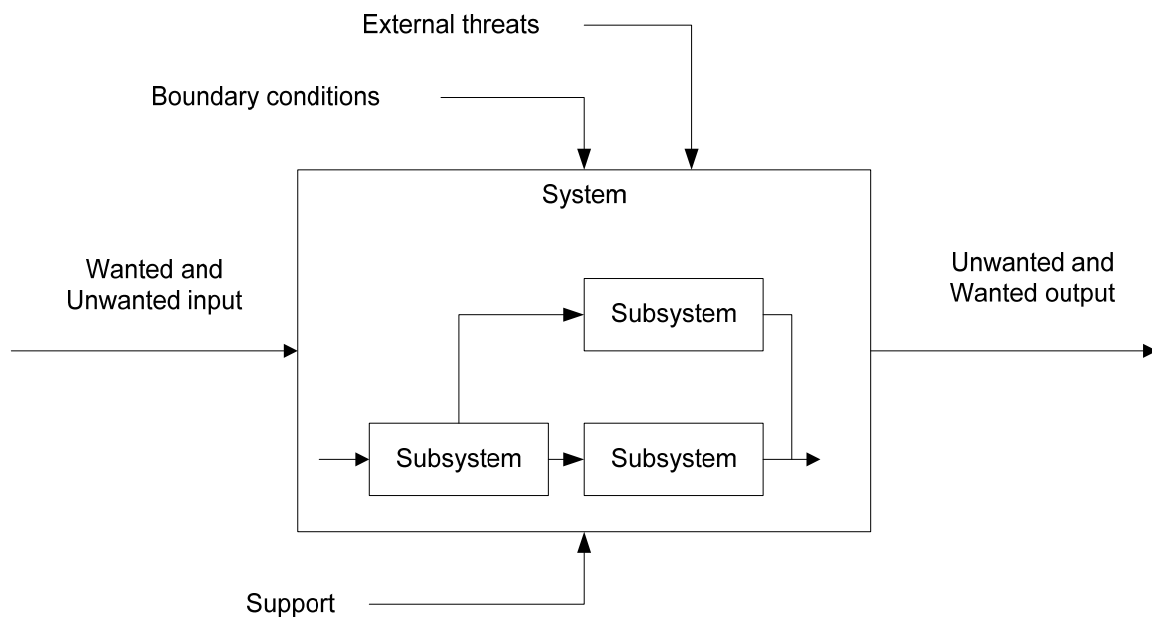 External threats
Boundary conditions
System
Wanted and
Unwanted input
Unwanted and
Wanted output
Subsystem
Subsystem
Subsystem
Support